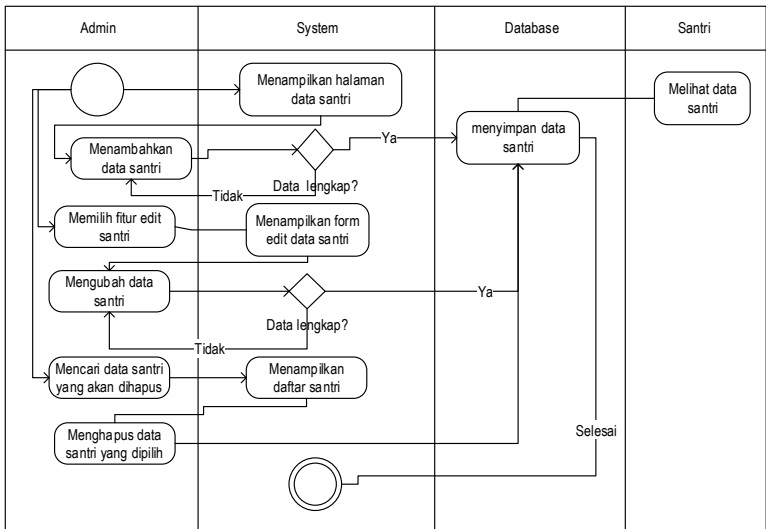 Admin
System
Database
Santri
Menampilkan halaman
data santri
Melihat data
santri
Menambahkan
data santri
Ya
menyimpan data
santri
Data lengkap?
Tidak
Memilih fitur edit
santri
Menampilkan form
edit data santri
Mengubah data
santri
Ya
Data lengkap?
Tidak
Mencari data santri
yang akan dihapus
Menampilkan
daftar santri
Menghapus data
santri yang dipilih
Selesai